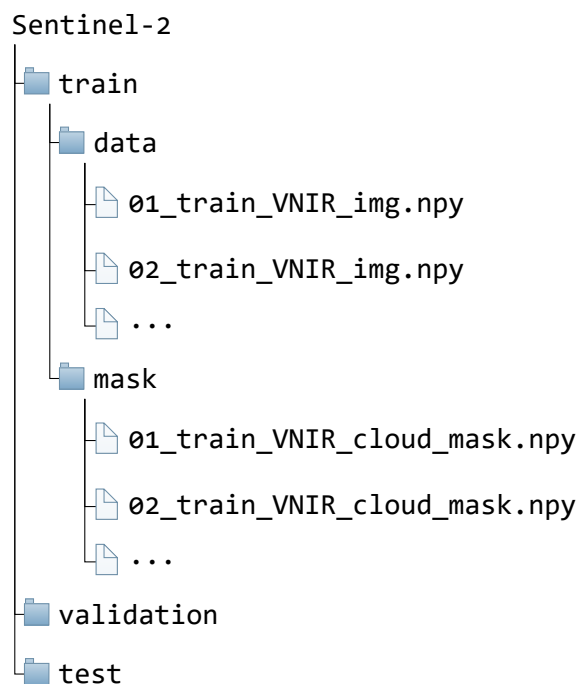 Sentinel-2
train
data
01_train_VNIR_img.npy
02_train_VNIR_img.npy
...
mask
01_train_VNIR_cloud_mask.npy
02_train_VNIR_cloud_mask.npy
...
validation
test